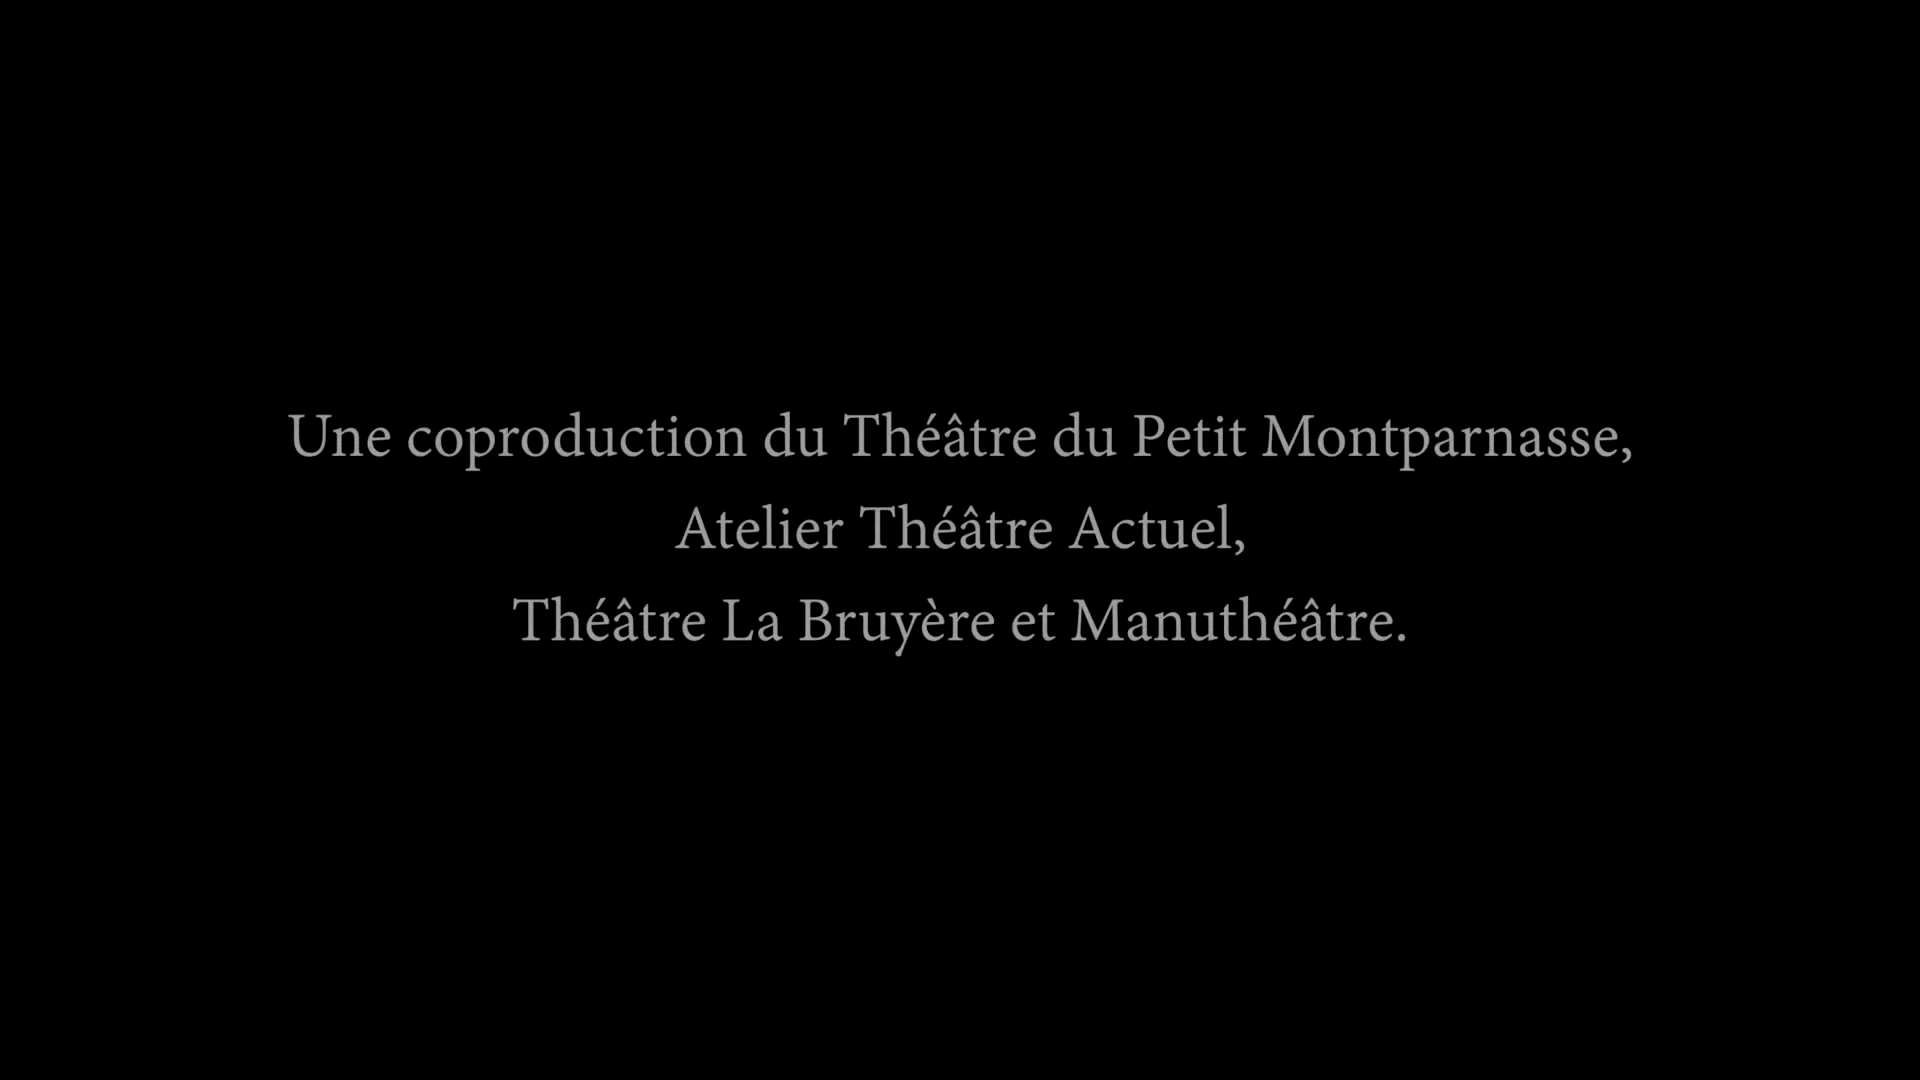 Une coproduction du Théâtre du Petit Montparnasse,
Atelier Théâtre Actuel,
Théâtre La Bruyère et Manuthéâtre.